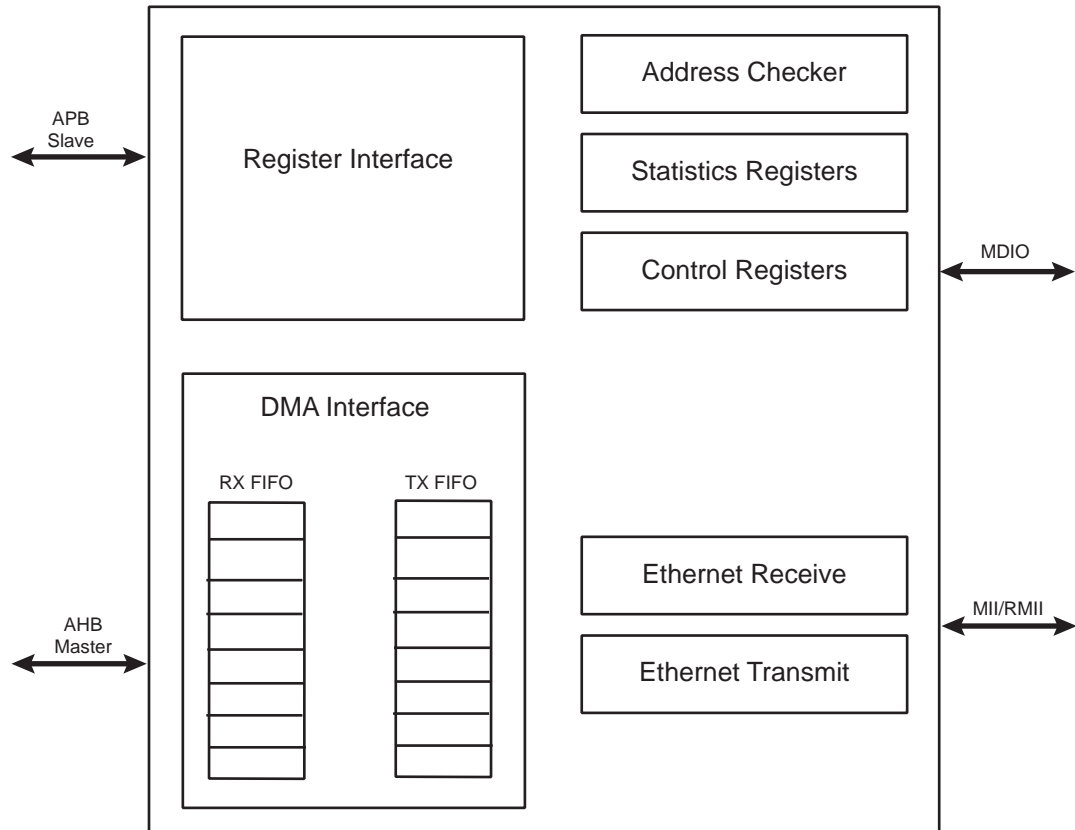 APB
Slave
Register Interface
Address Checker
Statistics Registers
Control Registers
MDIO
DMA Interface
RX FIFO
TX FIFO
AHB
Master
Ethernet Receive
Ethernet Transmit
MII/RMII